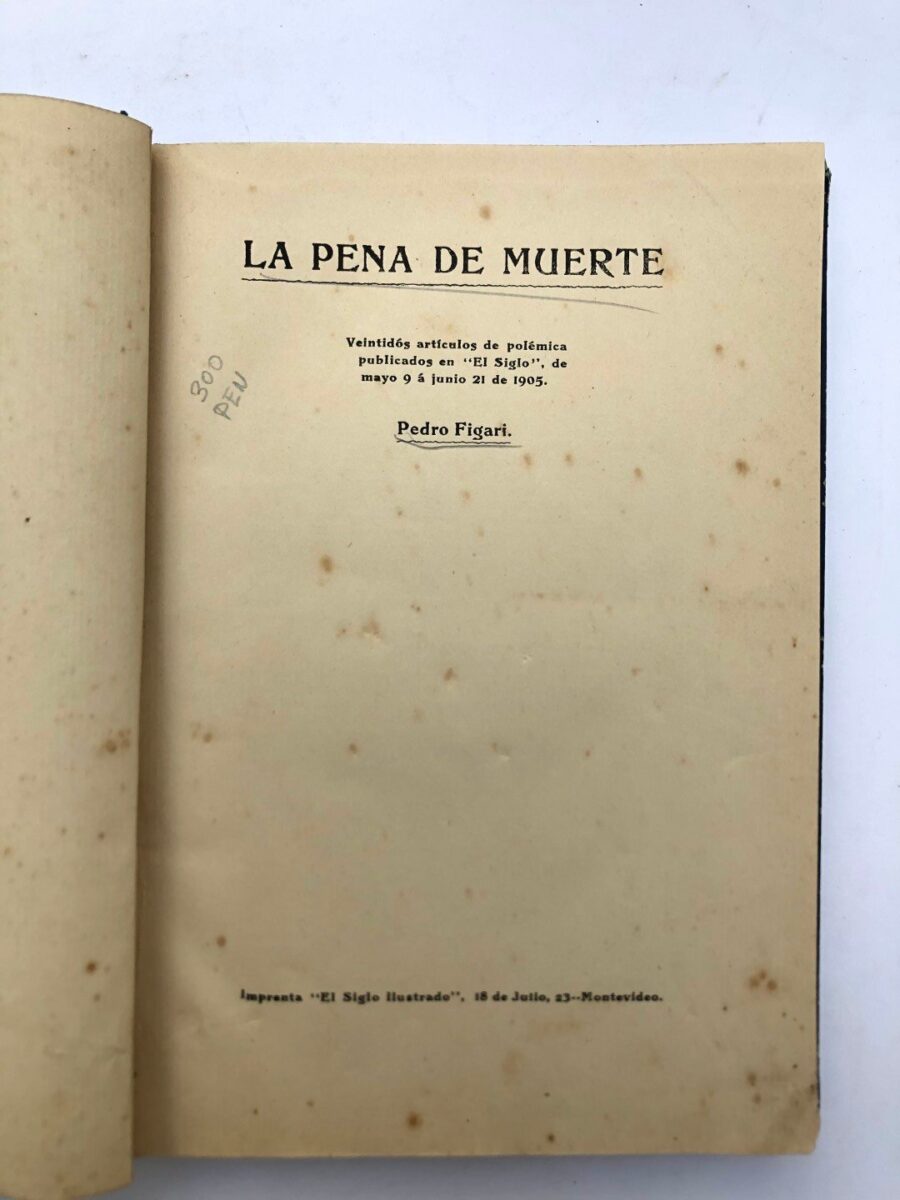 LA PENA DE MUERTE
Veintidós artículos de polémica
publicados en "El Siglo", de
mayo 9 á junio 21 de 1905.
300
PEN
Pedro Figari.
Imprenta "El Siglo Ilustrado", 18 de Julio, 23--Montevideo.